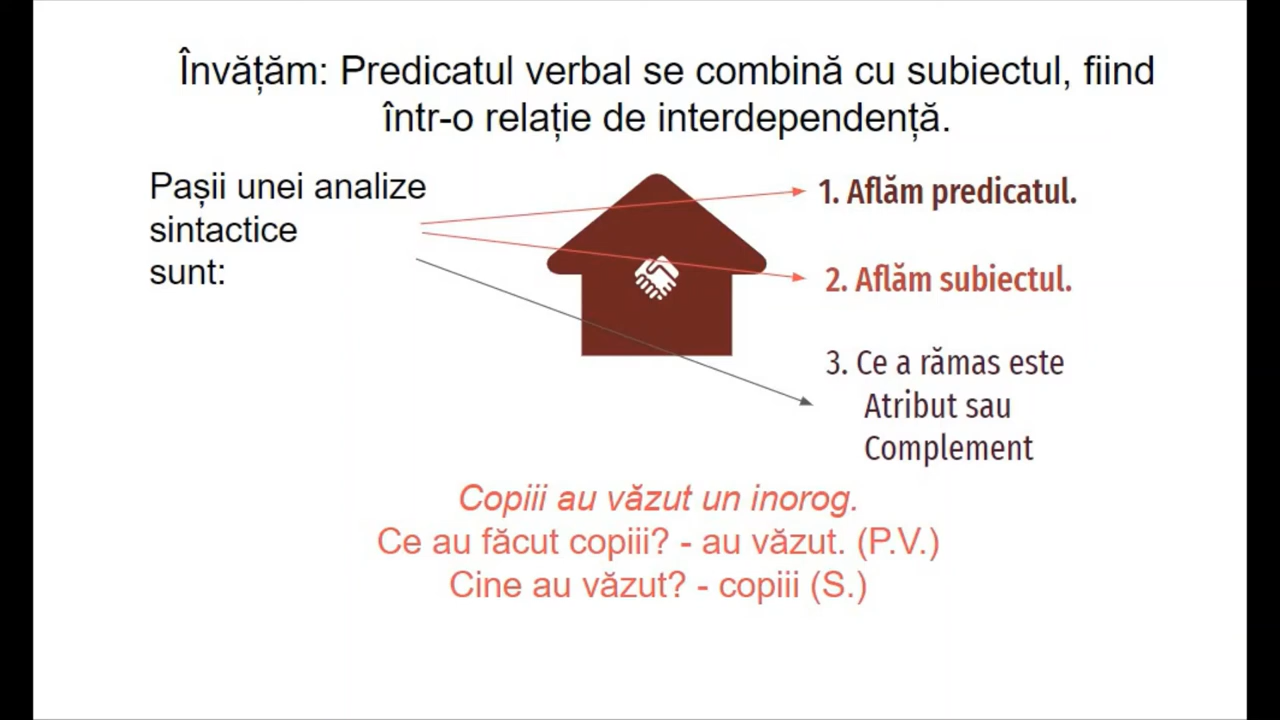 Învățăm: Predicatul verbal se combină cu subiectul, fiind
într-o relație de interdependență.
Pașii unei analize
sintactice
sunt:
1. Aflăm predicatul.
2. Aflăm subiectul.
3. Ce a rămas este
Atribut sau
Complement
Copiii au văzut un inorog.
Ce au făcut copiii? - au văzut. (P.V.)
Cine au văzut? - copiii (S.)